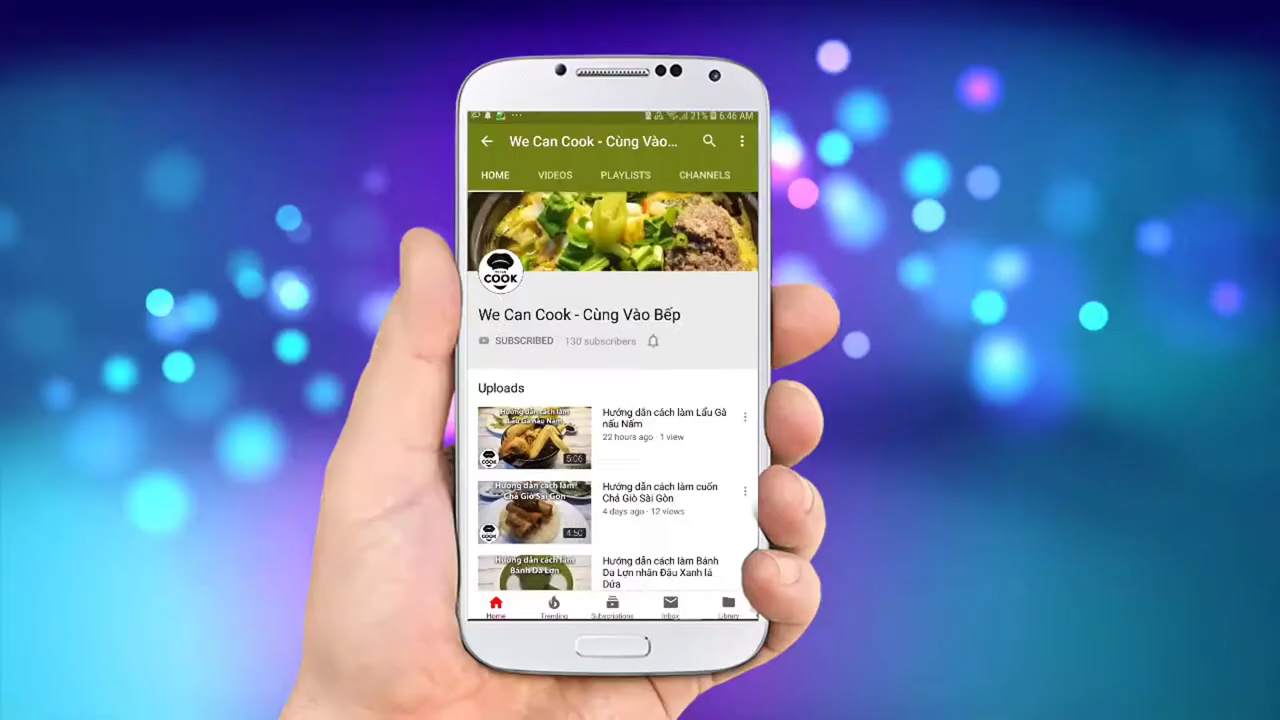 21% 6:46 AM
We Can Cook - Cùng Vào...
HOME VIDEOS PLAYLISTS CHANNELS
COOK
We Can Cook - Cùng Vào Bếp
SUBSCRIBED 130 subscribers
Uploads
Hướng dẫn cách làm
Lẩu Gà nấu Nấm
COOK
5:06
Hướng dẫn cách làm Lẩu Gà
nấu Nấm
22 hours ago · 1 view
Hướng dẫn cách làm
Chả Giò Sài Gòn
COOK
4:50
Hướng dẫn cách làm cuốn
Chả Giò Sài Gòn
4 days ago · 12 views
Hướng dẫn cách làm
Bánh Da Lợn
Hướng dẫn cách làm Bánh
Da Lợn nhân Đậu Xanh lá
Dứa
Home Trending Subscriptions Inbox Library